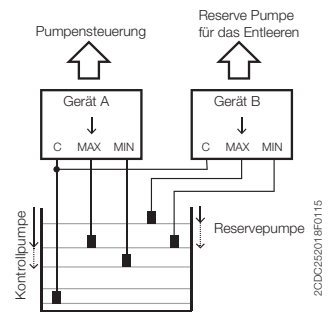 Pumpensteuerung
Reserve Pumpe
für das Entleeren
Gerät A
C MAX MIN
Gerät B
C MAX MIN
Kontrollpumpe
Reservepumpe
2CDC252018F0115